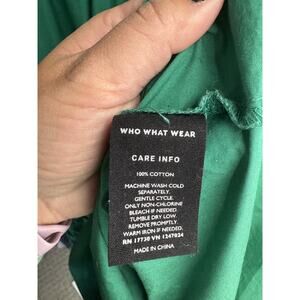 WHO WHAT WEAR
CARE INFO
100% COTTON
MACHINE WASH COLD
SEPARATELY.
GENTLE CYCLE.
ONLY NON-CHLORINE
BLEACH IF NEEDED.
TUMBLE DRY LOW.
REMOVE PROMPTLY.
WARM IRON IF NEEDED.
RN 17730 VN 1247024
MADE IN CHINA